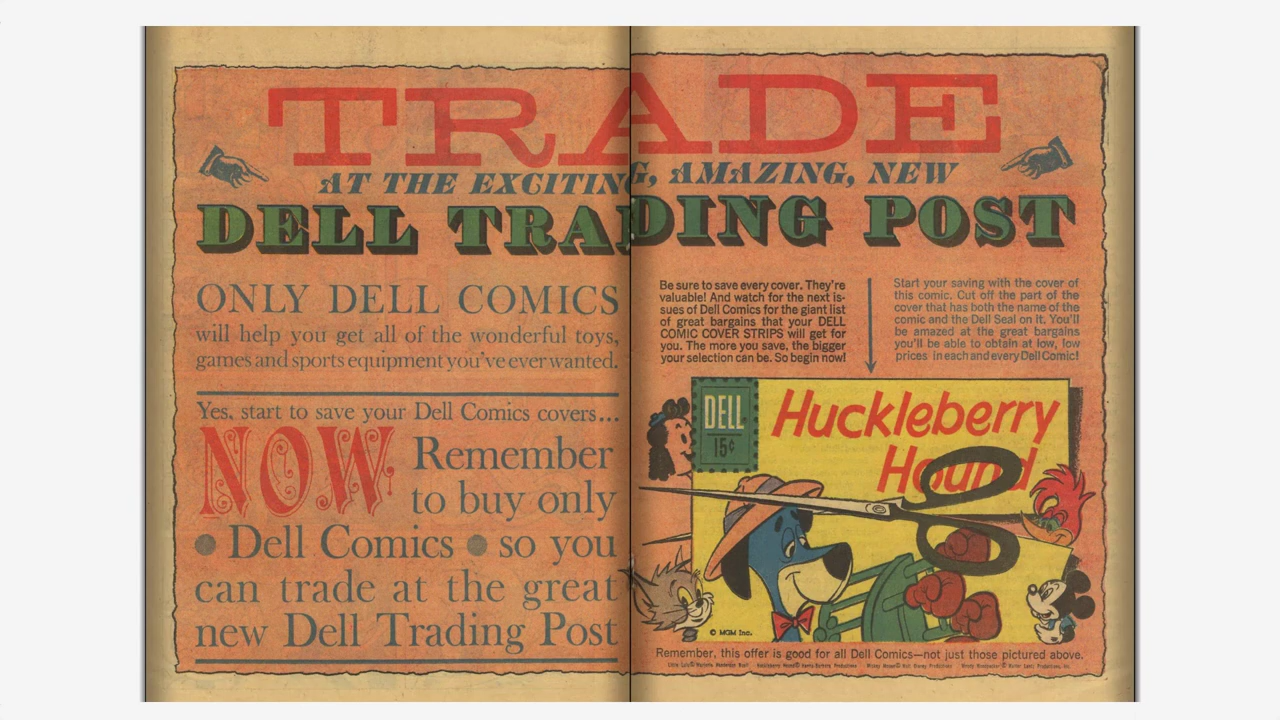 TRADE
AT THE EXCITING, AMAZING, NEW
DELL TRADING POST
ONLY DELL COMICS
will help you get all of the wonderful toys,
games and sports equipment you've ever wanted.
Yes, start to save your Dell Comics covers...
NOW Remember
to buy only
• Dell Comics • so you
can trade at the great
new Dell Trading Post
Be sure to save every cover. They're
valuable! And watch for the next is-
sues of Dell Comics for the giant list
of great bargains that your DELL
COMIC COVER STRIPS will get for
you. The more you save, the bigger
your selection can be. So begin now!
Start your saving with the cover of
this comic. Cut off the part of the
cover that has both the name of the
comic and the Dell Seal on it. You'll
be amazed at the great bargains
you'll be able to obtain at low, low
prices in each and every Dell Comic!
DELL
15¢
Huckleberry
Hound
© MGM Inc.
Remember, this offer is good for all Dell Comics—not just those pictured above.